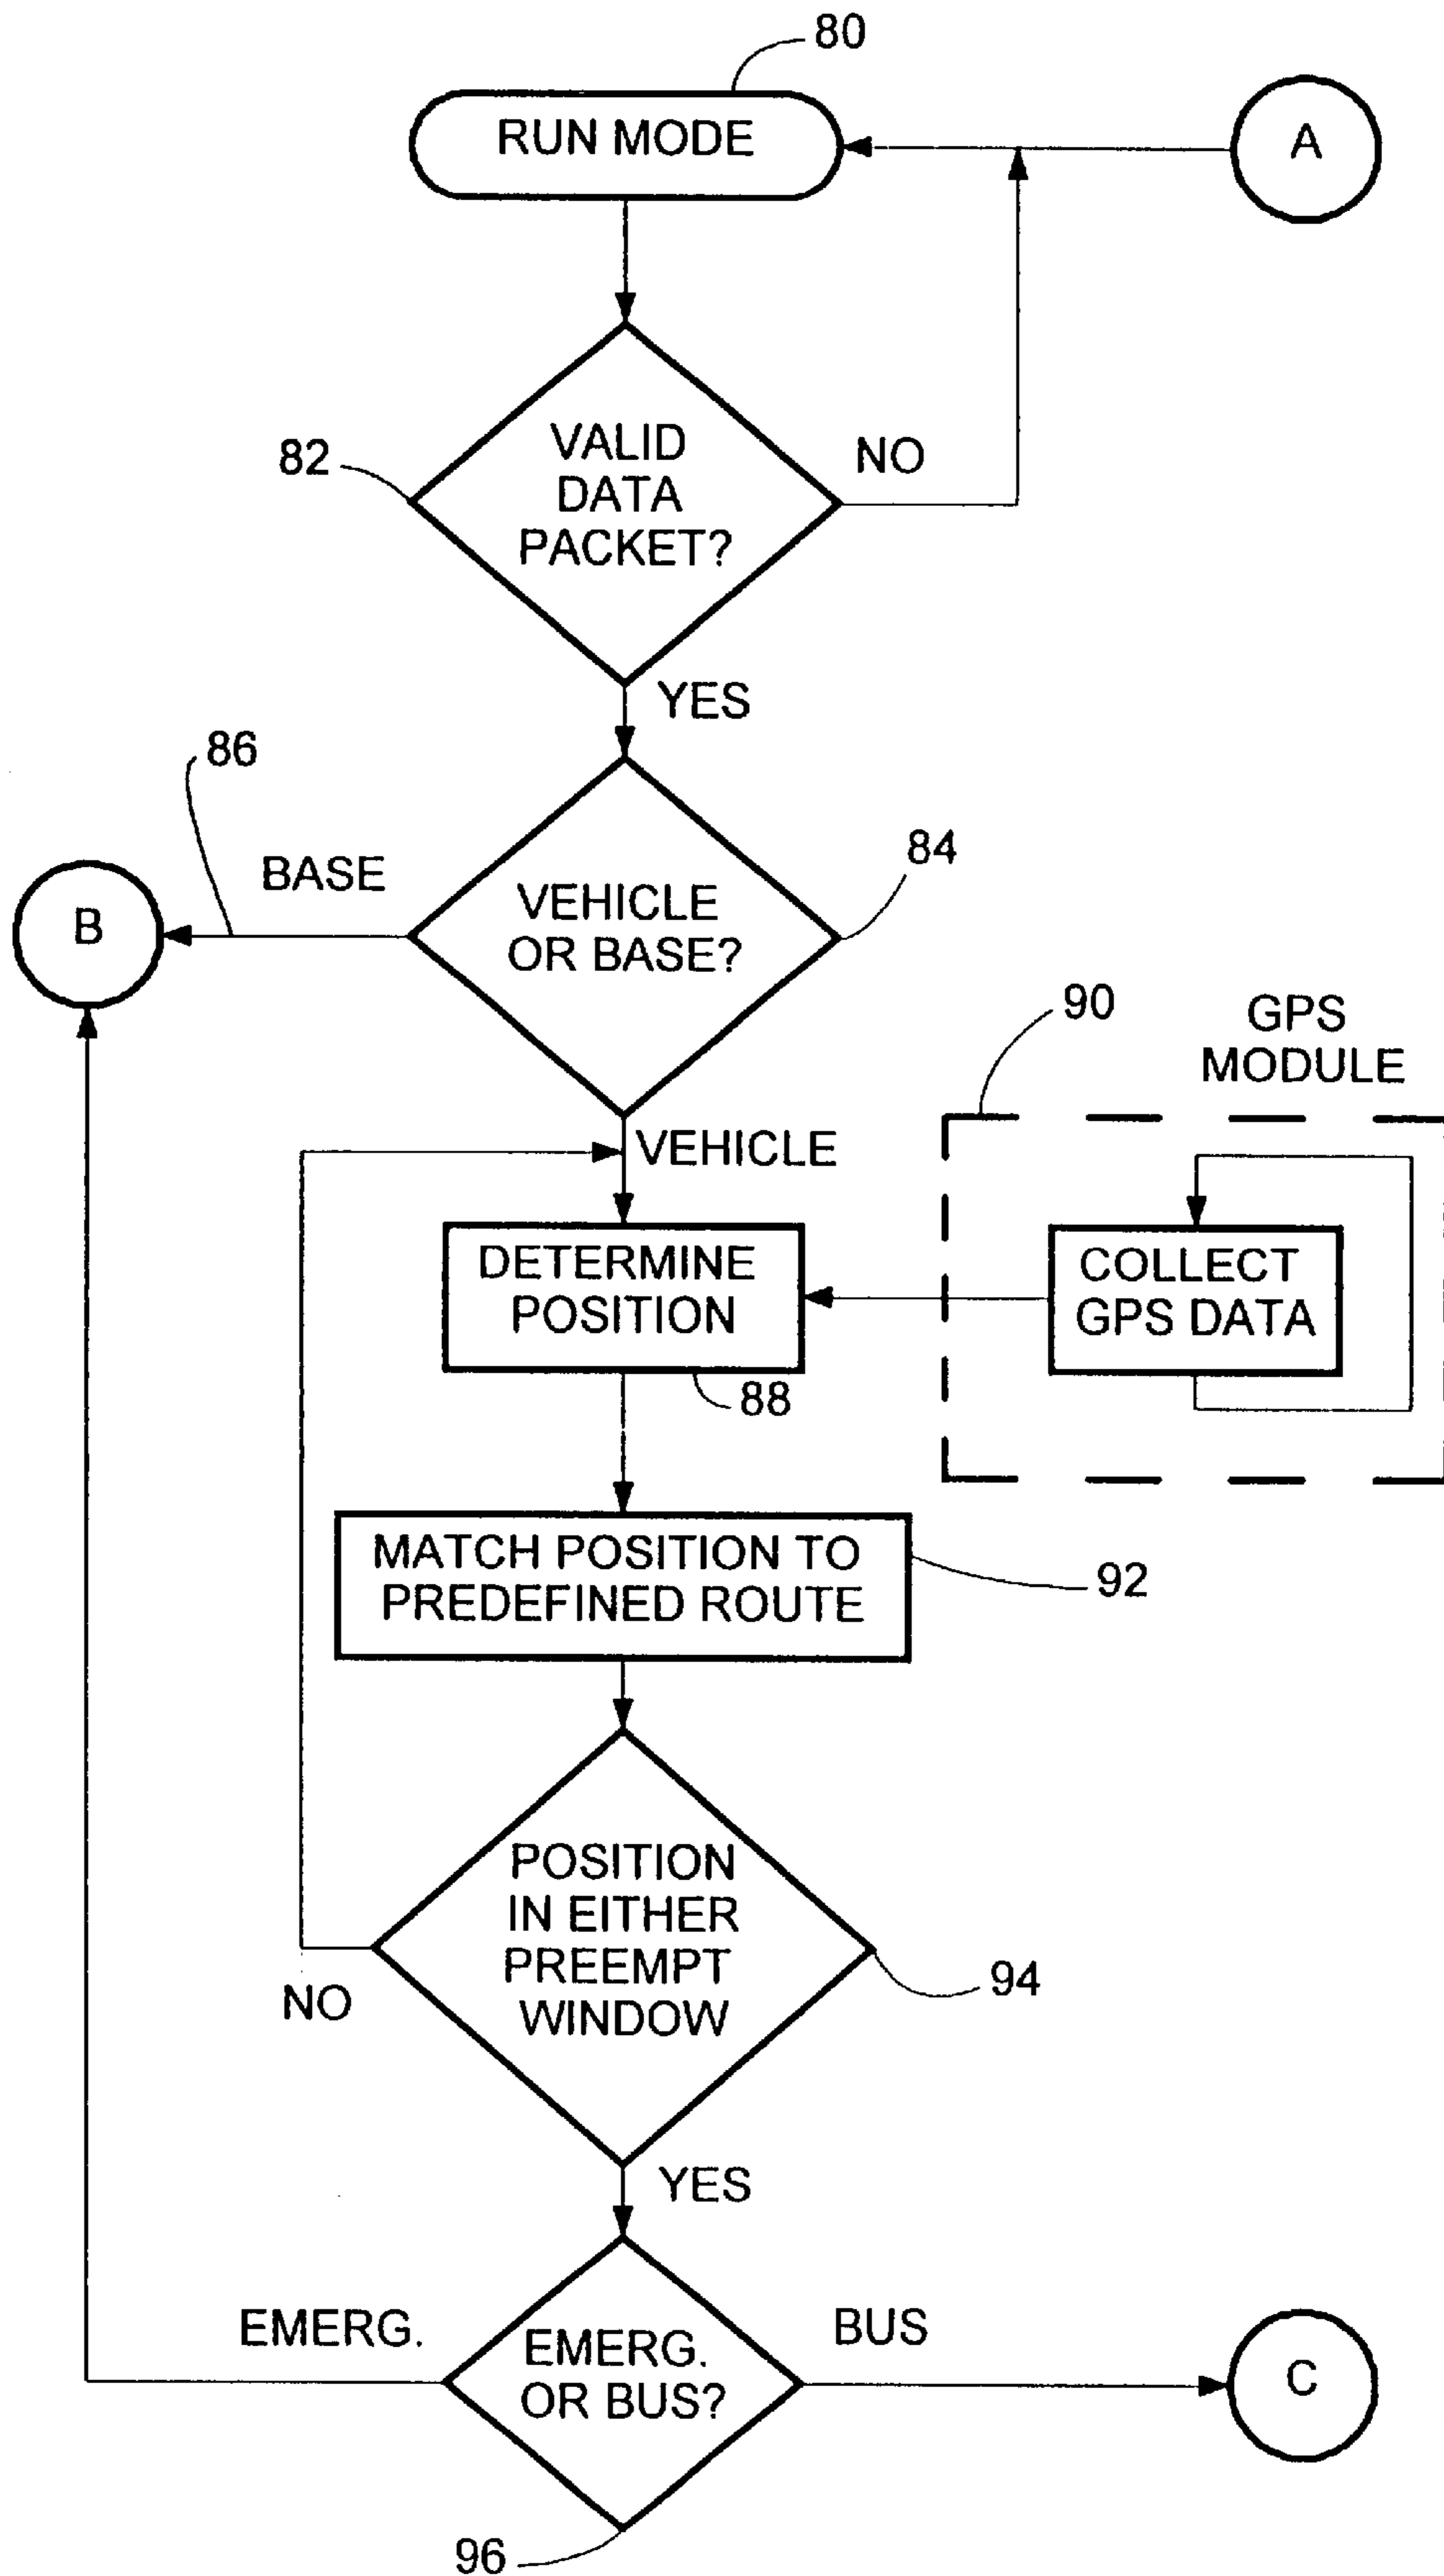 80
RUN MODE
A
82
VALID
DATA
PACKET?
NO
YES
86
BASE
84
B
VEHICLE
OR BASE?
90
GPS
MODULE
VEHICLE
DETERMINE
POSITION
COLLECT
GPS DATA
88
MATCH POSITION TO
PREDEFINED ROUTE
92
POSITION
IN EITHER
PREEMPT
WINDOW
94
NO
YES
EMERG.
EMERG.
OR BUS?
BUS
C
96